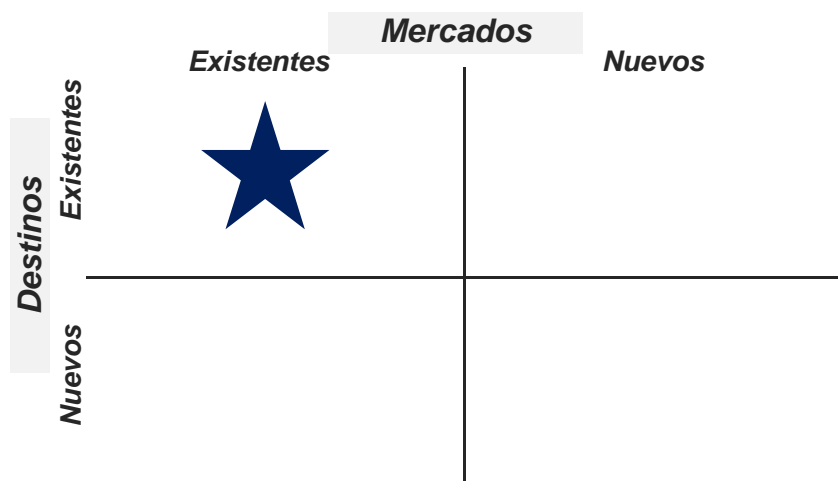 Mercados
Existentes
Nuevos
Destinos
Existentes
Nuevos